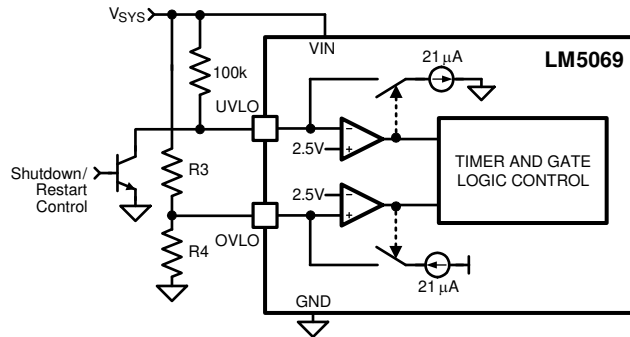 VSYS
VIN
LM5069
21 µA
100k
UVLO
2.5V
TIMER AND GATE
LOGIC CONTROL
Shutdown/
Restart
Control
R3
2.5V
OVLO
R4
21 µA
GND